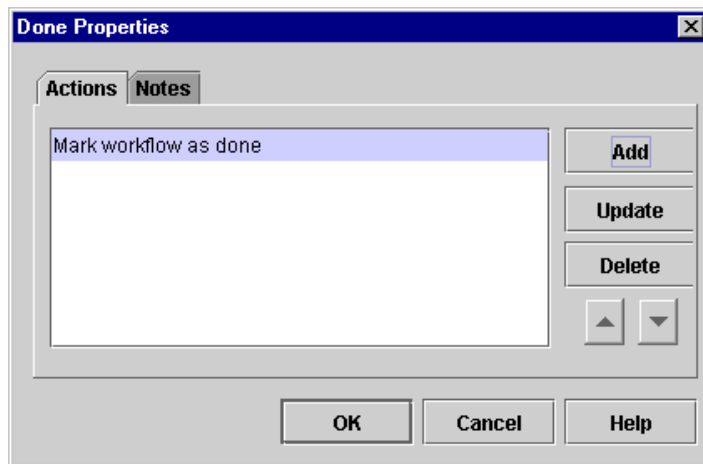 Done Properties
Actions Notes
Mark workflow as done
Add
Update
Delete
OK Cancel Help